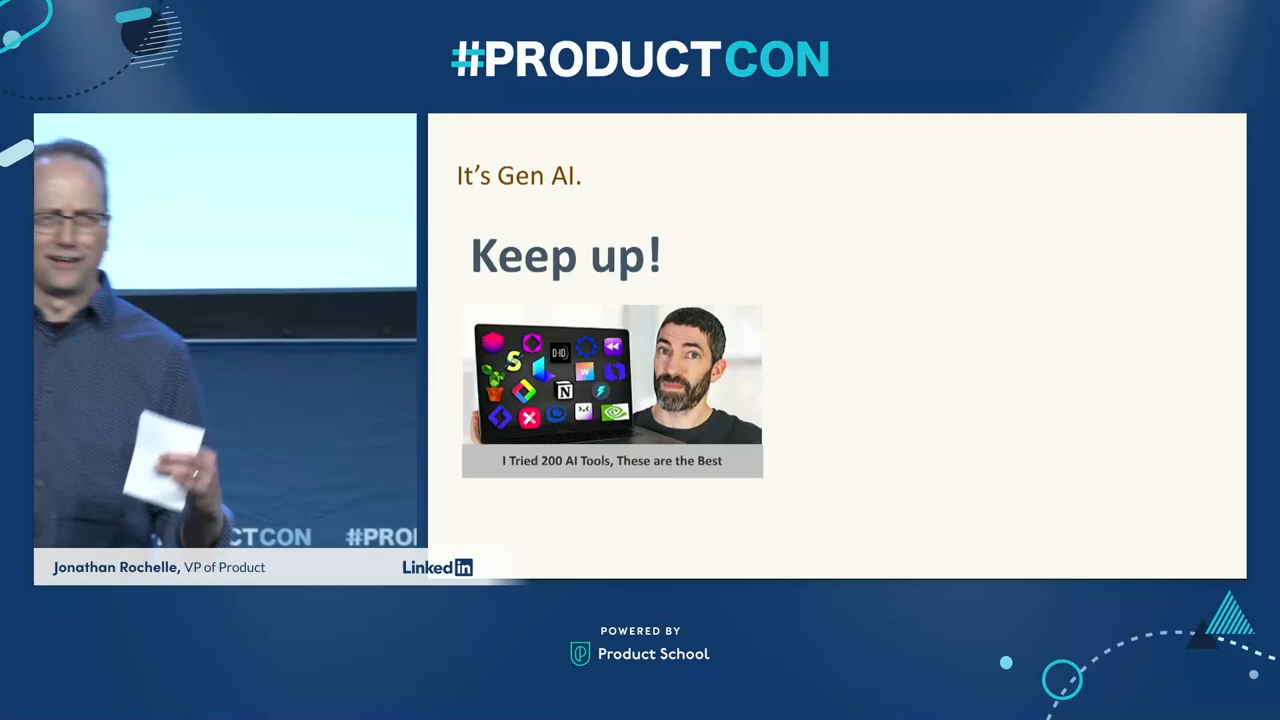 #PRODUCTCON
It's Gen AI.
Keep up!
S
D·ID
w
N
I Tried 200 AI Tools, These are the Best
CTCON #PRO
Jonathan Rochelle, VP of Product
Linkedin
POWERED BY
Product School